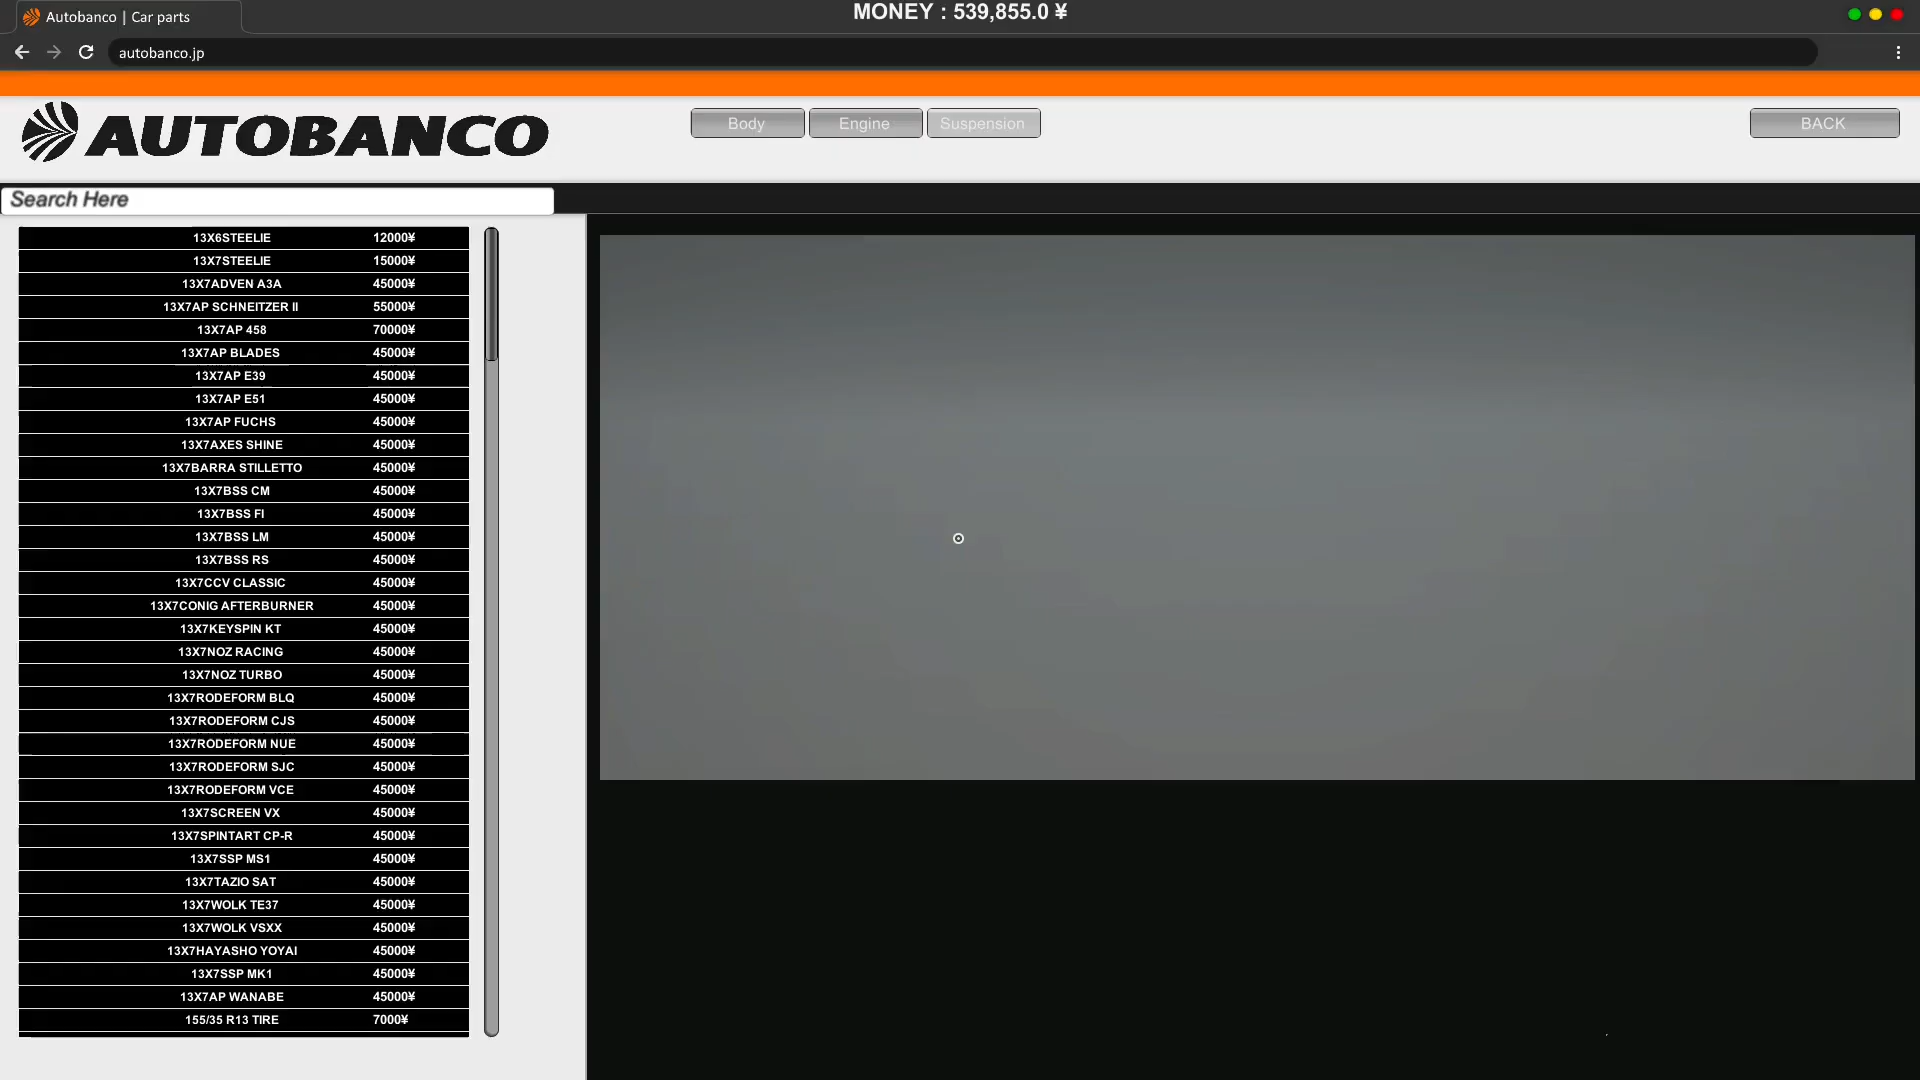 Autobanco | Car parts
MONEY : 539,855.0 ¥
autobanco.jp
AUTOBANCO
Body
Engine
Suspension
BACK
Search Here
13X6STEELIE 12000¥
13X7STEELIE 15000¥
13X7ADVEN A3A 45000¥
13X7AP SCHNEITZER II 55000¥
13X7AP 458 70000¥
13X7AP BLADES 45000¥
13X7AP E39 45000¥
13X7AP E51 45000¥
13X7AP FUCHS 45000¥
13X7AXES SHINE 45000¥
13X7BARRA STILLETTO 45000¥
13X7BSS CM 45000¥
13X7BSS FI 45000¥
13X7BSS LM 45000¥
13X7BSS RS 45000¥
13X7CCV CLASSIC 45000¥
13X7CONIG AFTERBURNER 45000¥
13X7KEYSPIN KT 45000¥
13X7NOZ RACING 45000¥
13X7NOZ TURBO 45000¥
13X7RODEFORM BLQ 45000¥
13X7RODEFORM CJS 45000¥
13X7RODEFORM NUE 45000¥
13X7RODEFORM SJC 45000¥
13X7RODEFORM VCE 45000¥
13X7SCREEN VX 45000¥
13X7SPINTART CP-R 45000¥
13X7SSP MS1 45000¥
13X7TAZIO SAT 45000¥
13X7WOLK TE37 45000¥
13X7WOLK VSXX 45000¥
13X7HAYASHO YOYAI 45000¥
13X7SSP MK1 45000¥
13X7AP WANABE 45000¥
155/35 R13 TIRE 7000¥